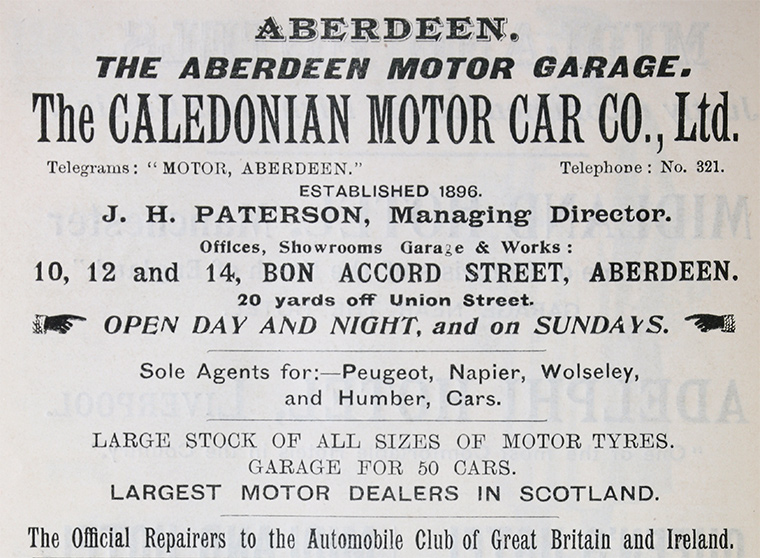 ABERDEEN.
THE ABERDEEN MOTOR GARAGE.
The CALEDONIAN MOTOR CAR CO., Ltd.
Telegrams: "MOTOR, ABERDEEN." Telephone: No. 321.
ESTABLISHED 1896.
J. H. PATERSON, Managing Director.
Offices, Showrooms Garage & Works:
10, 12 and 14, BON ACCORD STREET, ABERDEEN.
20 yards off Union Street.
OPEN DAY AND NIGHT, and on SUNDAYS.
Sole Agents for:—Peugeot, Napier, Wolseley,
and Humber, Cars.
LARGE STOCK OF ALL SIZES OF MOTOR TYRES.
GARAGE FOR 50 CARS.
LARGEST MOTOR DEALERS IN SCOTLAND.
The Official Repairers to the Automobile Club of Great Britain and Ireland.